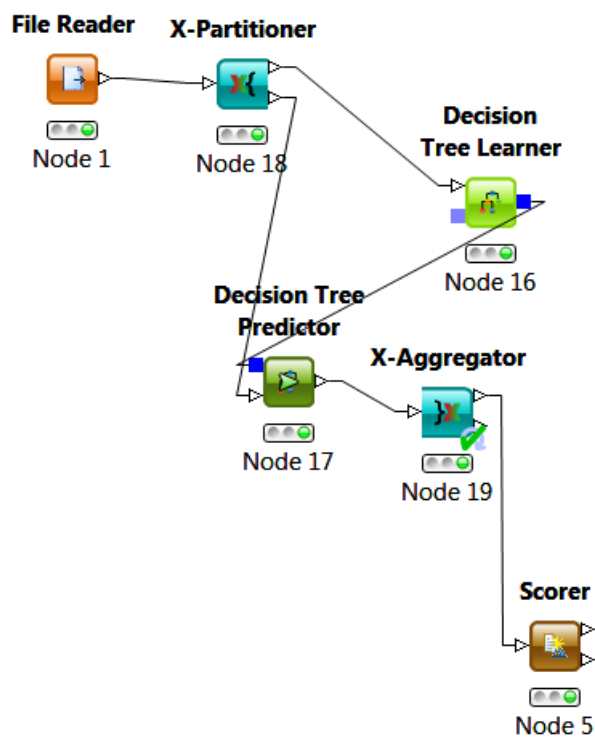 File Reader
Node 1
X-Partitioner
Node 18
Decision
Tree Learner
Node 16
Decision Tree
Predictor
Node 17
X-Aggregator
Node 19
Scorer
Node 5